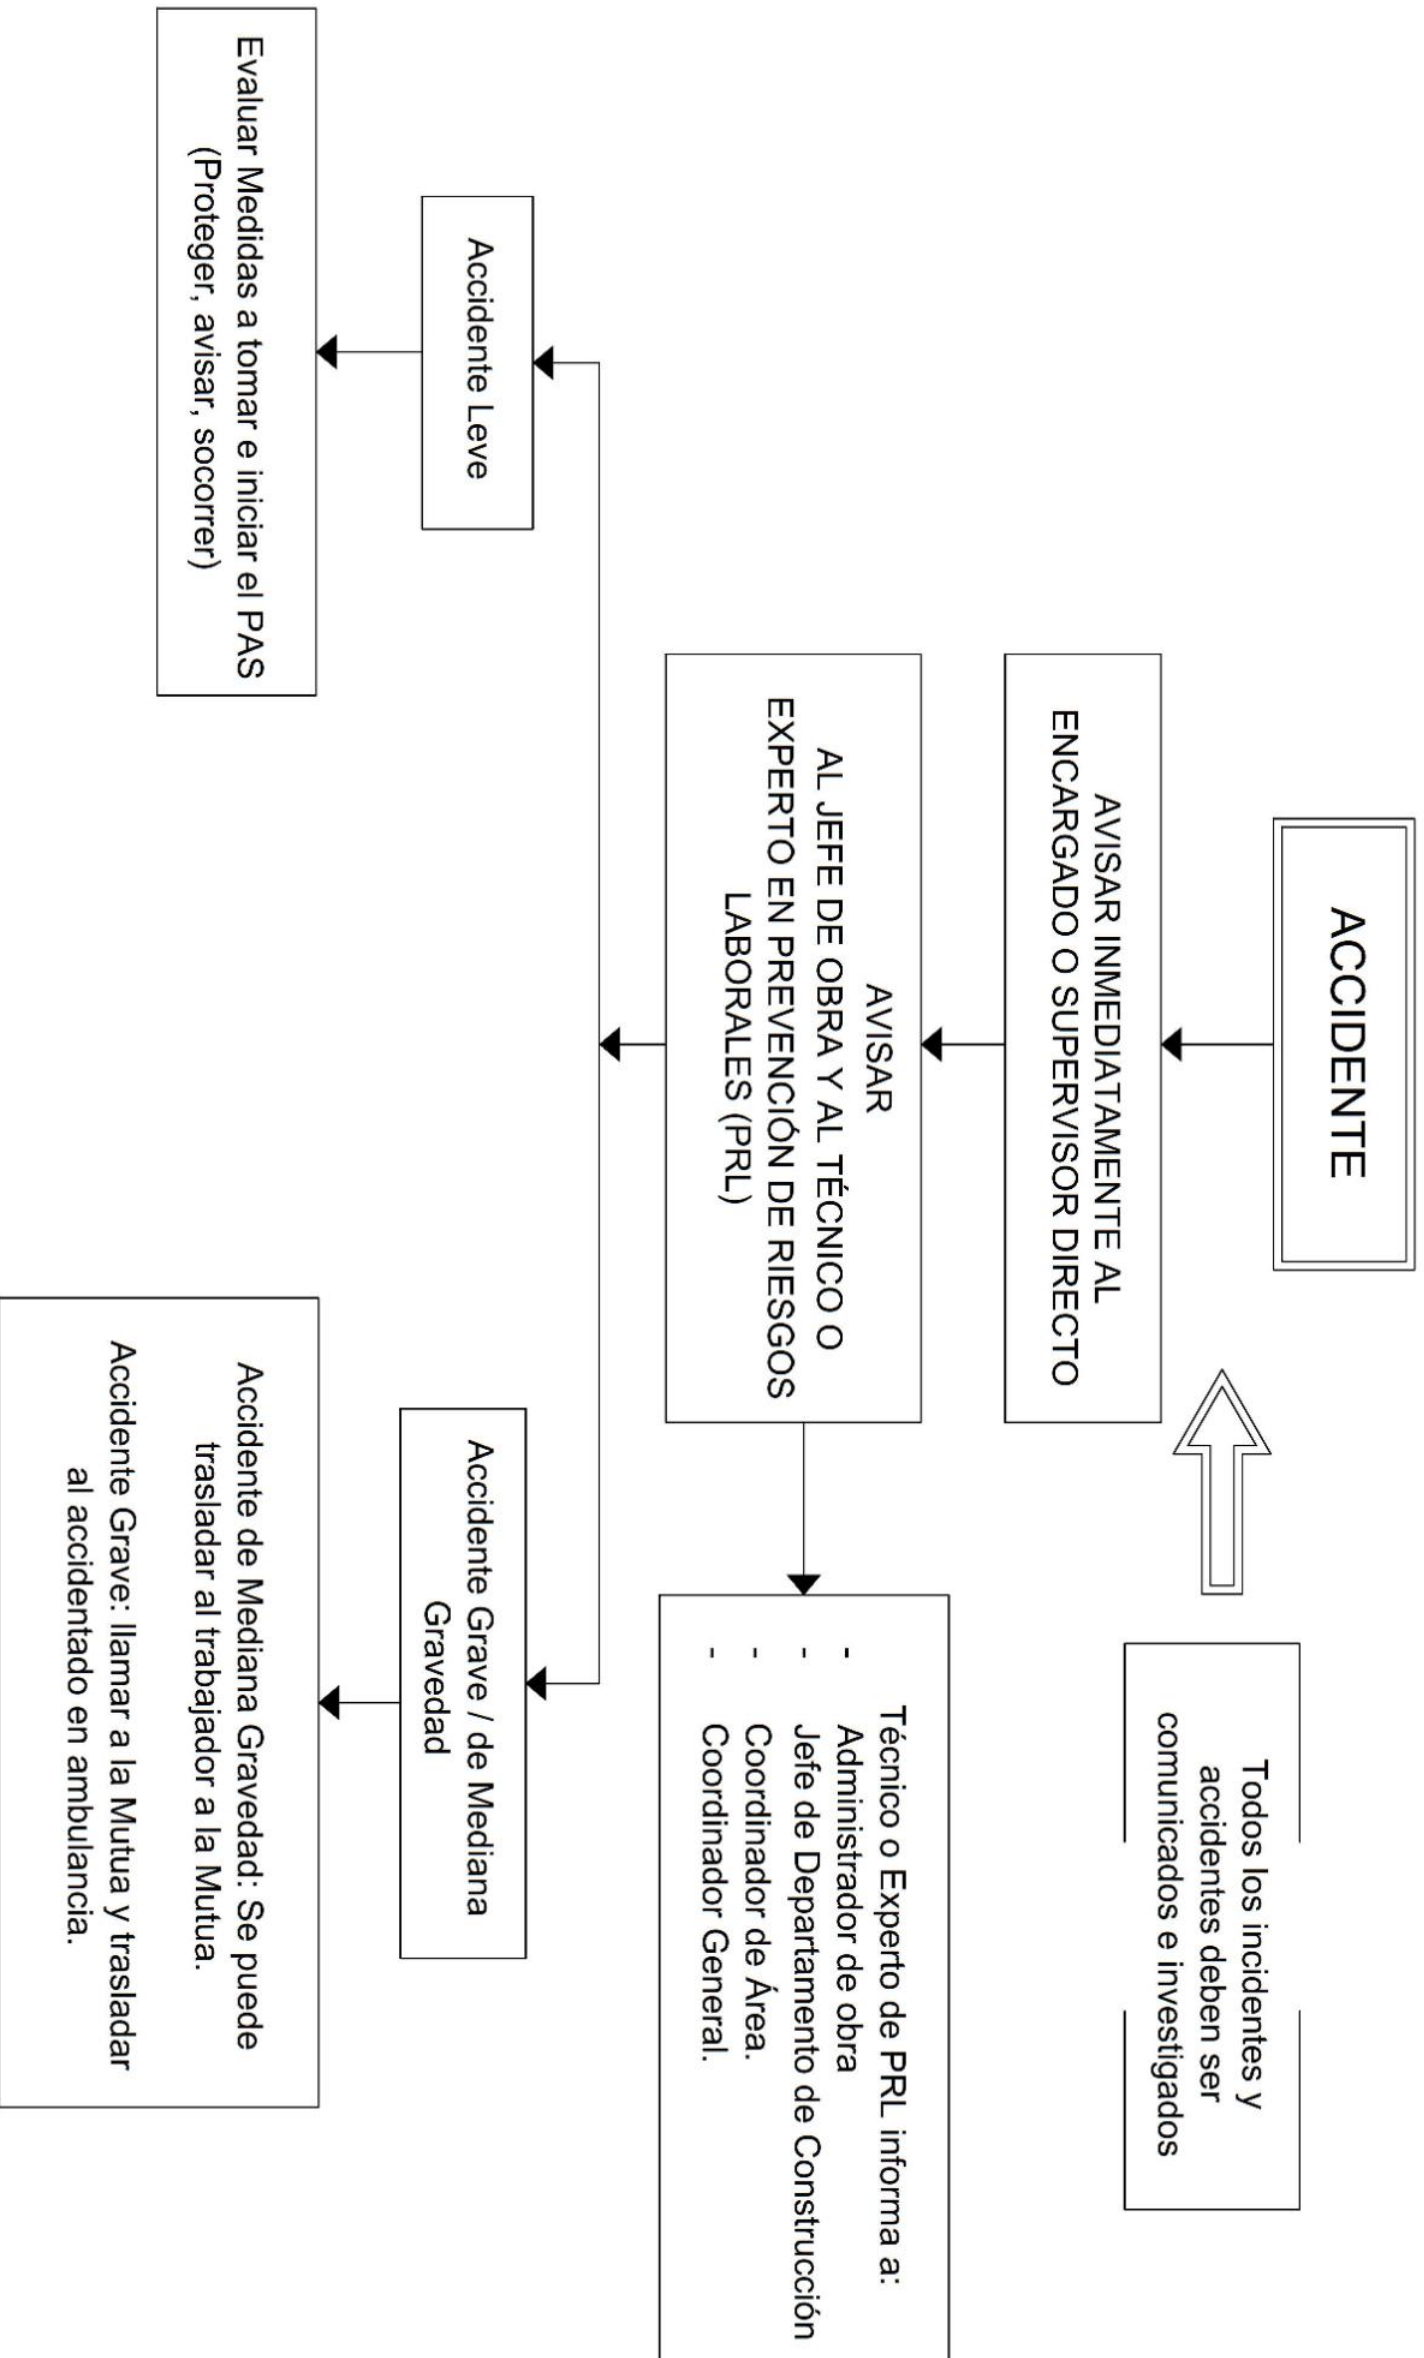 ACCIDENTE
AVISAR INMEDIATAMENTE AL
ENCARGADO O SUPERVISOR DIRECTO
Todos los incidentes y
accidentes deben ser
comunicados e investigados
AVISAR
AL JEFE DE OBRA Y AL TÉCNICO O
EXPERTO EN PREVENCIÓN DE RIESGOS
LABORALES (PRL)
Técnico o Experto de PRL informa a:
- Administrador de obra
- Jefe de Departamento de Construcción
- Coordinador de Área.
- Coordinador General.
Accidente Leve
Evaluar Medidas a tomar e iniciar el PAS
(Proteger, avisar, socorrer)
Accidente Grave / de Mediana
Gravedad
Accidente de Mediana Gravedad: Se puede
trasladar al trabajador a la Mutua.
Accidente Grave: llamar a la Mutua y trasladar
al accidentado en ambulancia.